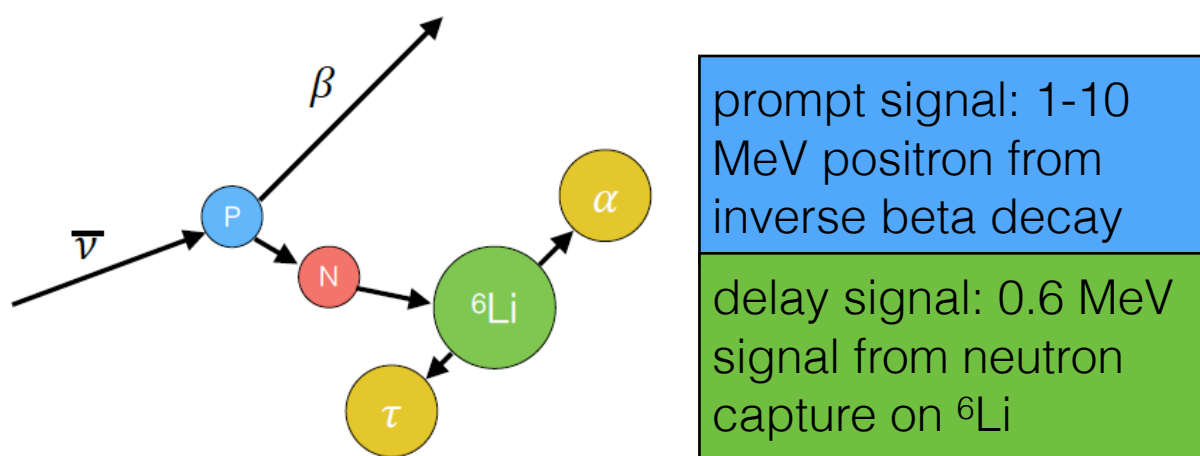 β
ν̅
P
N
⁶Li
α
τ
prompt signal: 1-10
MeV positron from
inverse beta decay
delay signal: 0.6 MeV
signal from neutron
capture on ⁶Li